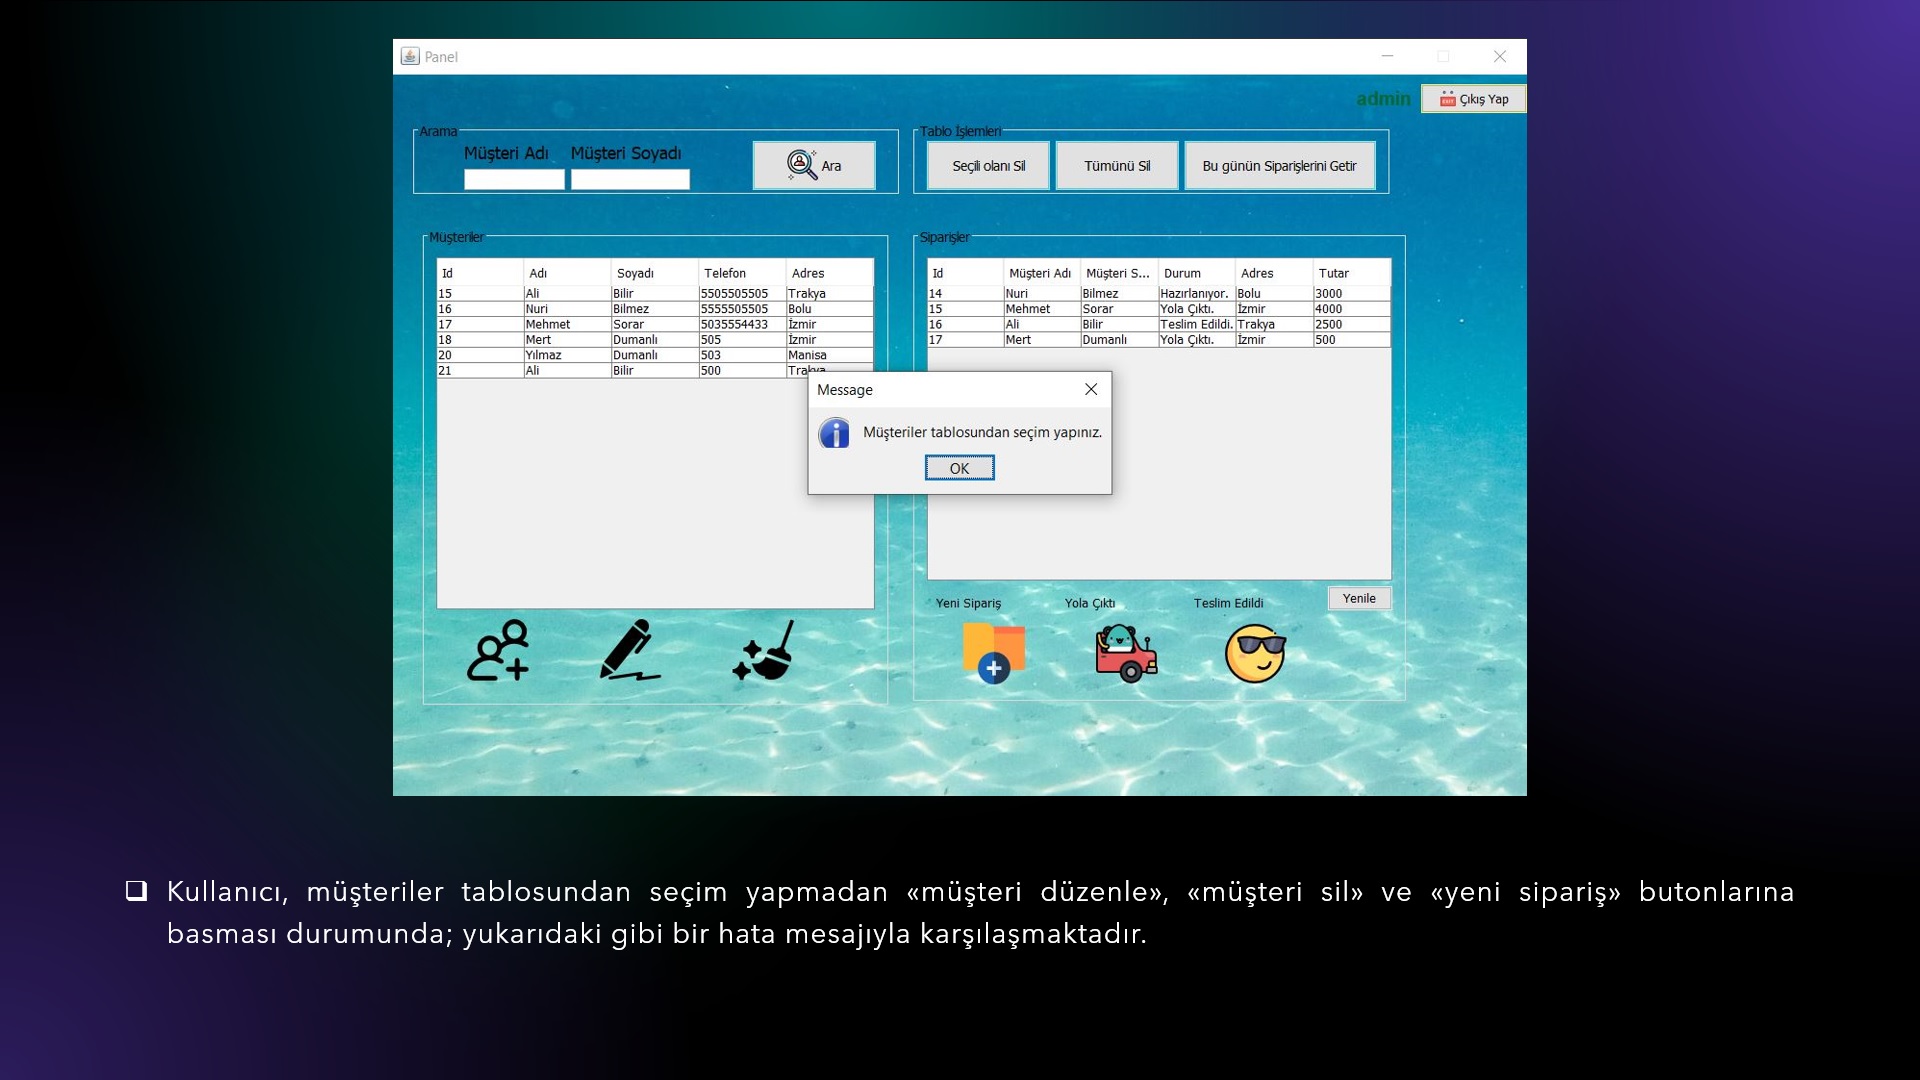 Panel
admin
Çıkış Yap
Arama
Müşteri Adı Müşteri Soyadı
Ara
Tablo İşlemleri
Seçili olanı Sil
Tümünü Sil
Bu günün Siparişlerini Getir
Müşteriler
Id Adı Soyadı Telefon Adres
15 Ali Bilir 5505505505 Trakya
16 Nuri Bilmez 5555505505 Bolu
17 Mehmet Sorar 5035554433 İzmir
18 Mert Dumanlı 505 İzmir
20 Yılmaz Dumanlı 503 Manisa
21 Ali Bilir 500 Trakya
Siparişler
Id Müşteri Adı Müşteri S... Durum Adres Tutar
14 Nuri Bilmez Hazırlanıyor. Bolu 3000
15 Mehmet Sorar Yola Çıktı. İzmir 4000
16 Ali Bilir Teslim Edildi. Trakya 2500
17 Mert Dumanlı Yola Çıktı. İzmir 500
Message
Müşteriler tablosundan seçim yapınız.
OK
Yeni Sipariş
Yola Çıktı
Teslim Edildi
Yenile
Kullanıcı, müşteriler tablosundan seçim yapmadan «müşteri düzenle», «müşteri sil» ve «yeni sipariş» butonlarına
basması durumunda; yukarıdaki gibi bir hata mesajıyla karşılaşmaktadır.